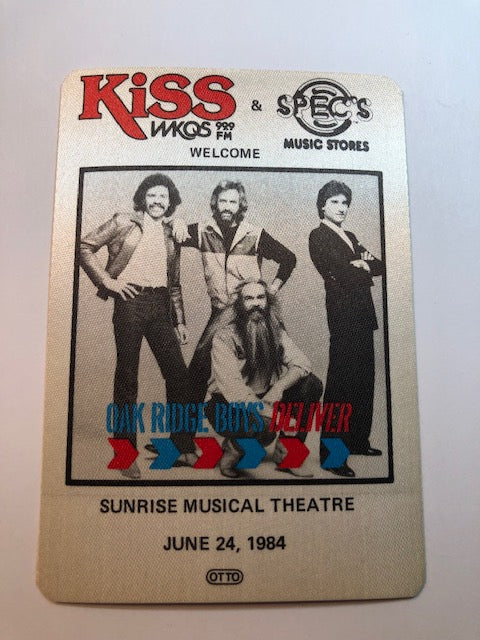 KiSS & SPEC'S
WKQS 92.9 FM
MUSIC STORES
WELCOME
OAK RIDGE BOYS DELIVER
SUNRISE MUSICAL THEATRE
JUNE 24, 1984
OTTO